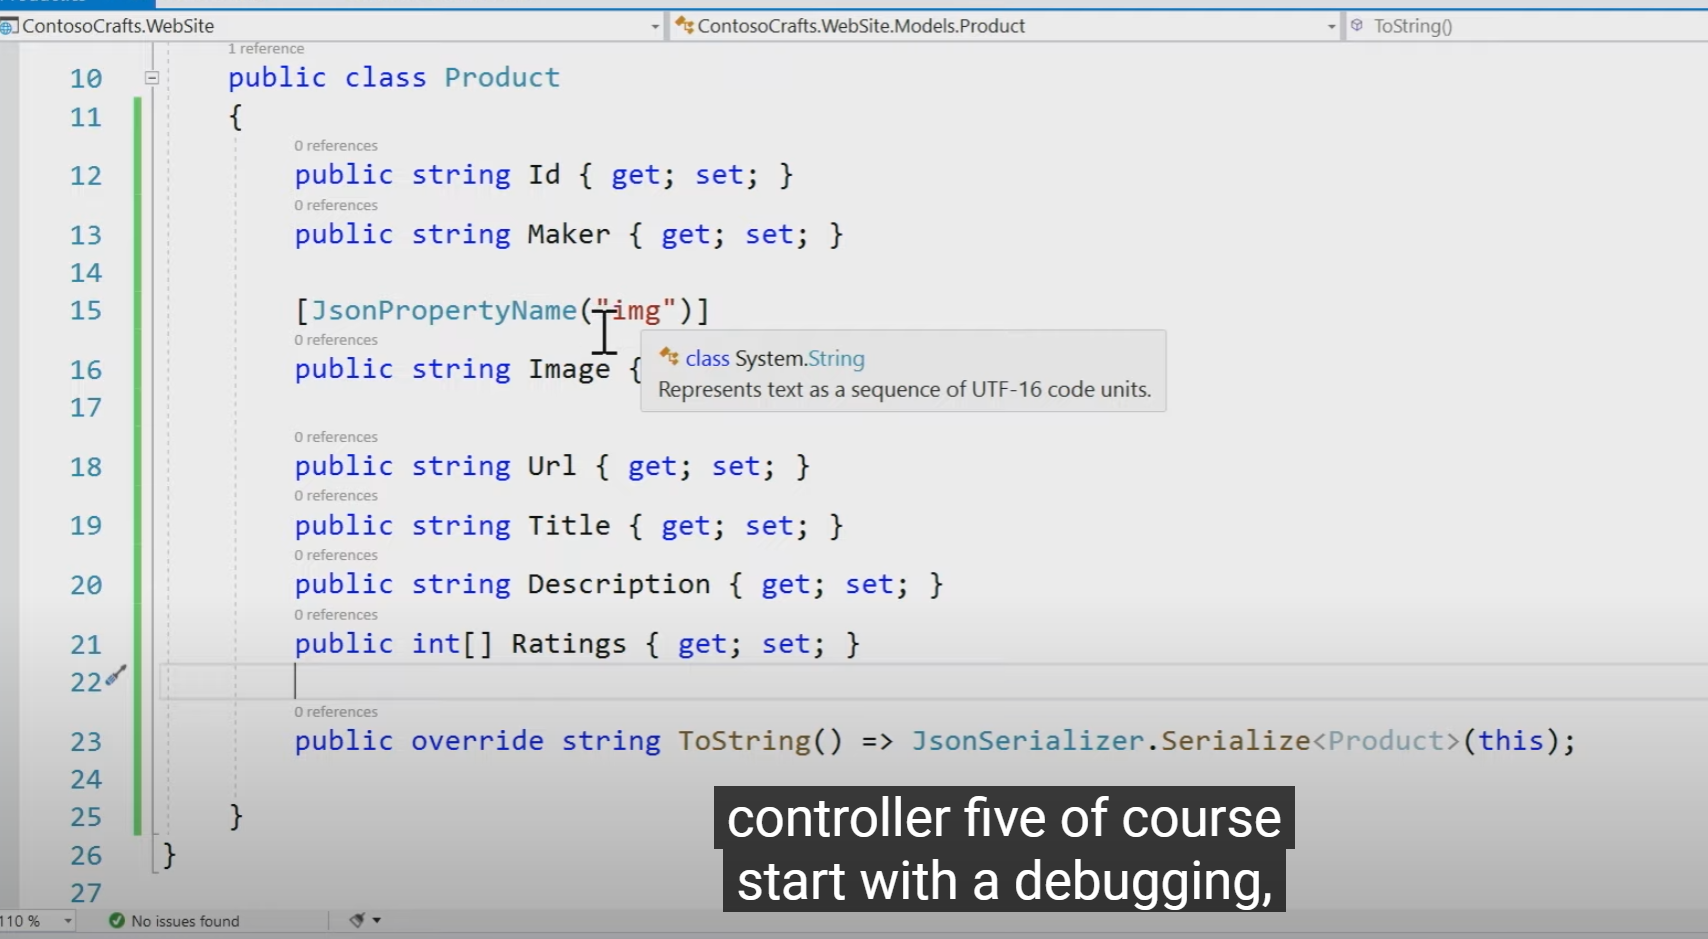 ContosoCrafts.WebSite
ContosoCrafts.WebSite.Models.Product
ToString()
1 reference
10 public class Product
11 {
0 references
12 public string Id { get; set; }
0 references
13 public string Maker { get; set; }
14
15 [JsonPropertyName("img")]
0 references
class System.String
16 public string Image {
Represents text as a sequence of UTF-16 code units.
17
0 references
18 public string Url { get; set; }
0 references
19 public string Title { get; set; }
0 references
20 public string Description { get; set; }
0 references
21 public int[] Ratings { get; set; }
22
0 references
23 public override string ToString() => JsonSerializer.Serialize<Product>(this);
24
25 }
26 }
27
controller five of course
start with a debugging,
110 %
No issues found